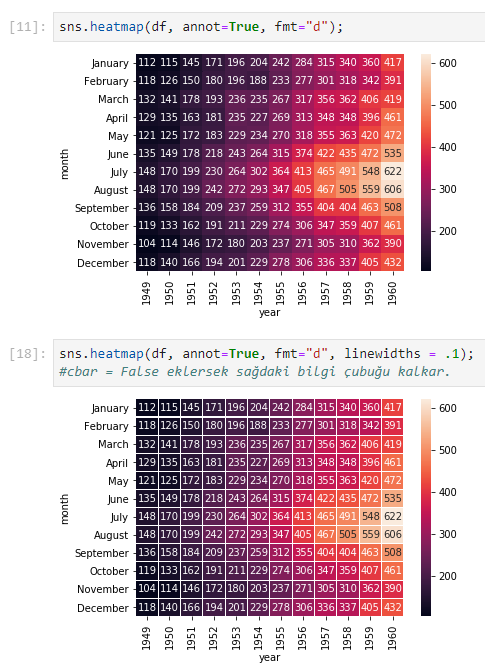 [11]: sns.heatmap(df, annot=True, fmt="d");
January 112 115 145 171 196 204 242 284 315 340 360 417
February 118 126 150 180 196 188 233 277 301 318 342 391
March 132 141 178 193 236 235 267 317 356 362 406 419
April 129 135 163 181 235 227 269 313 348 348 396 461
May 121 125 172 183 229 234 270 318 355 363 420 472
June 135 149 178 218 243 264 315 374 422 435 472 535
July 148 170 199 230 264 302 364 413 465 491 548 622
August 148 170 199 242 272 293 347 405 467 505 559 606
September 136 158 184 209 237 259 312 355 404 404 463 508
October 119 133 162 191 211 229 274 306 347 359 407 461
November 104 114 146 172 180 203 237 271 305 310 362 390
December 118 140 166 194 201 229 278 306 336 337 405 432
month
1949 1950 1951 1952 1953 1954 1955 1956 1957 1958 1959 1960
year
600
500
400
300
200
[18]: sns.heatmap(df, annot=True, fmt="d", linewidths = .1);
#cbar = False eklersek sağdaki bilgi çubuğu kalkar.
January 112 115 145 171 196 204 242 284 315 340 360 417
February 118 126 150 180 196 188 233 277 301 318 342 391
March 132 141 178 193 236 235 267 317 356 362 406 419
April 129 135 163 181 235 227 269 313 348 348 396 461
May 121 125 172 183 229 234 270 318 355 363 420 472
June 135 149 178 218 243 264 315 374 422 435 472 535
July 148 170 199 230 264 302 364 413 465 491 548 622
August 148 170 199 242 272 293 347 405 467 505 559 606
September 136 158 184 209 237 259 312 355 404 404 463 508
October 119 133 162 191 211 229 274 306 347 359 407 461
November 104 114 146 172 180 203 237 271 305 310 362 390
December 118 140 166 194 201 229 278 306 336 337 405 432
month
1949 1950 1951 1952 1953 1954 1955 1956 1957 1958 1959 1960
year
600
500
400
300
200